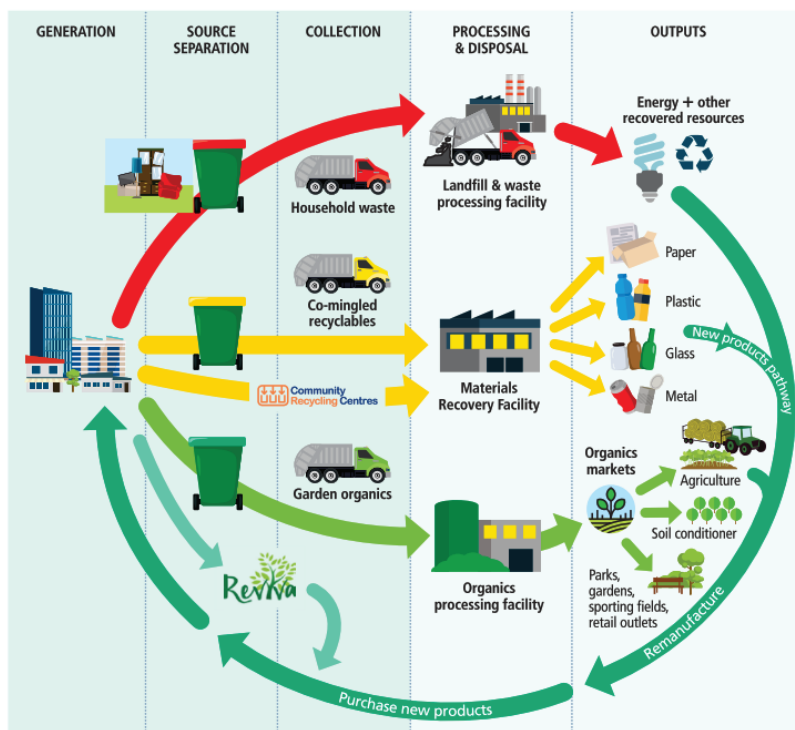 GENERATION
SOURCE
SEPARATION
COLLECTION
PROCESSING
& DISPOSAL
OUTPUTS
Energy + other
recovered resources
Household waste
Landfill & waste
processing facility
Co-mingled
recyclables
Paper
Plastic
Glass
Metal
New products pathway
Community
Recycling Centres
Materials
Recovery Facility
Garden organics
Organics
markets
Agriculture
Soil conditioner
Parks,
gardens,
sporting fields,
retail outlets
Organics
processing facility
Revıva
Remanufacture
Purchase new products